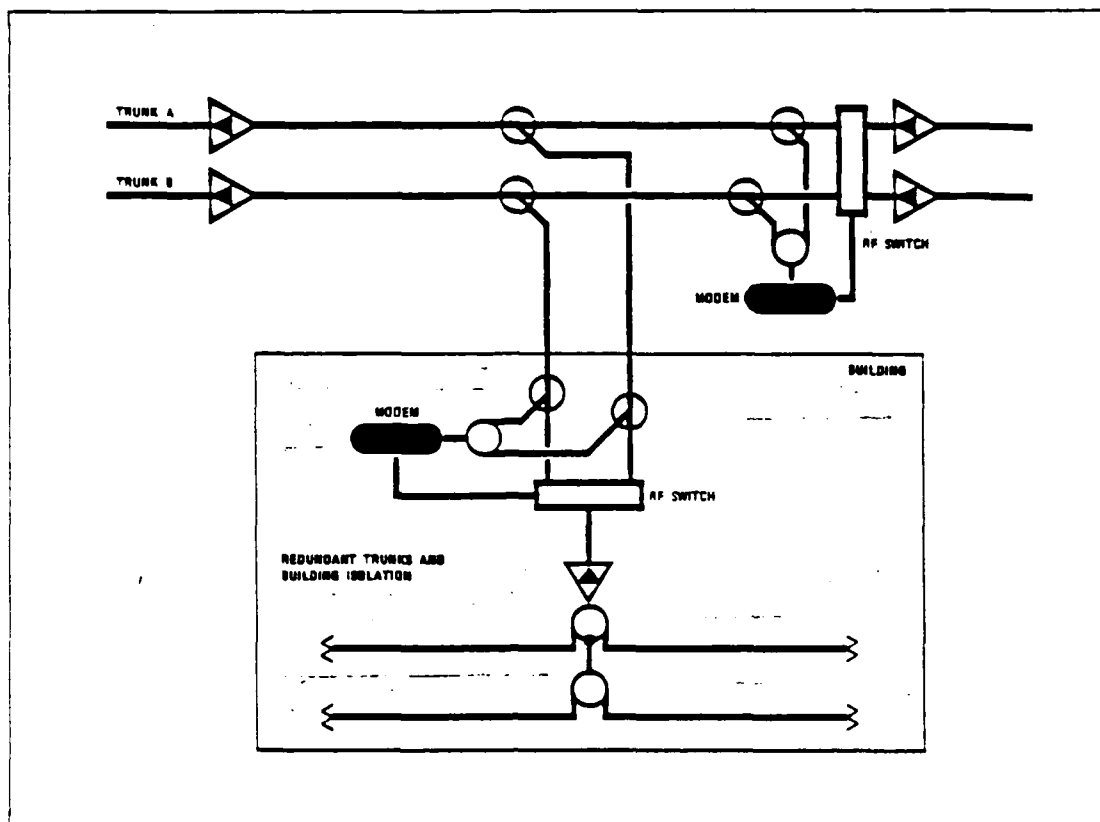 TRUNK A
TRUNK B
RF SWITCH
MODEM
BUILDING
MODEM
RF SWITCH
REDUNDANT TRUNKS AND
BUILDING ISOLATION